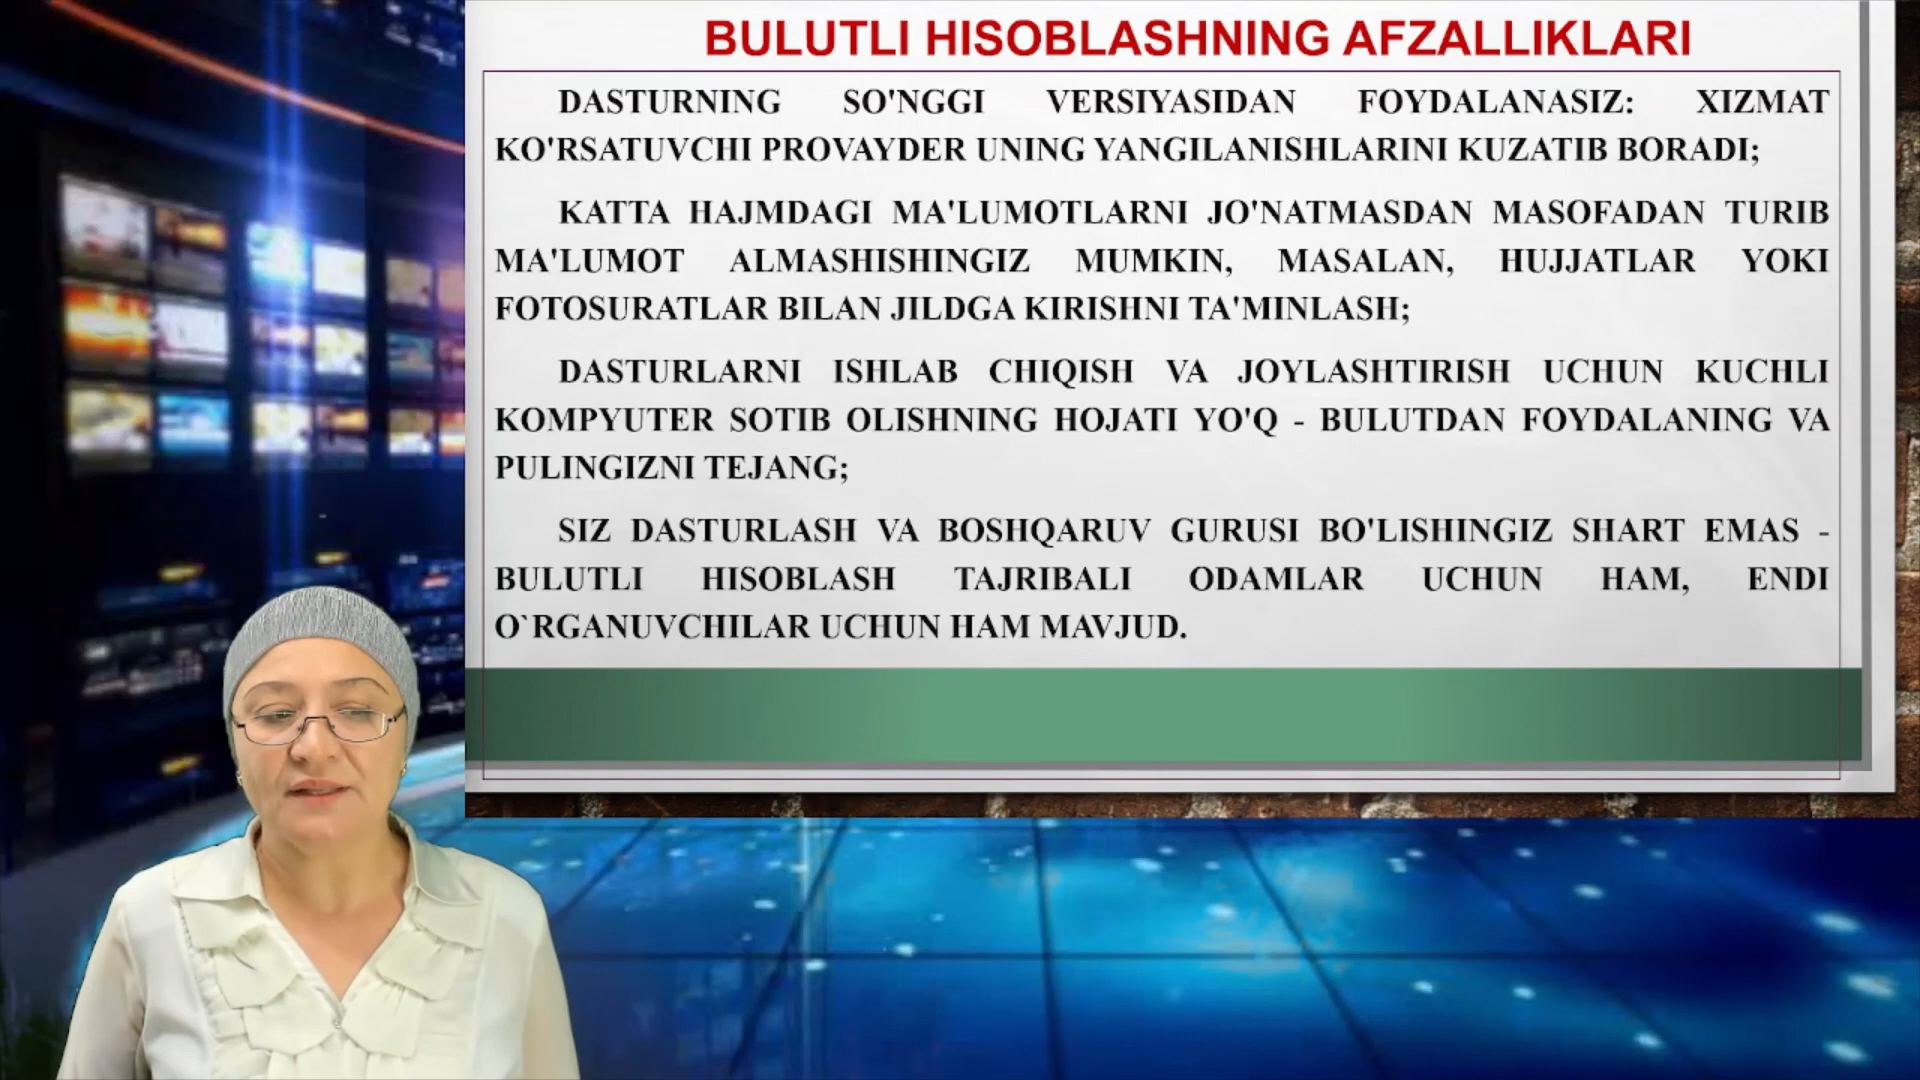 BULUTLI HISOBLASHNING AFZALLIKLARI
DASTURNING SO'NGGI VERSIYASIDAN FOYDALANASIZ: XIZMAT
KO'RSATUVCHI PROVAYDER UNING YANGILANISHLARINI KUZATIB BORADI;
KATTA HAJMDAGI MA'LUMOTLARNI JO'NATMASDAN MASOFADAN TURIB
MA'LUMOT ALMASHISHINGIZ MUMKIN, MASALAN, HUJJATLAR YOKI
FOTOSURATLAR BILAN JILDGA KIRISHNI TA'MINLASH;
DASTURLARNI ISHLAB CHIQISH VA JOYLASHTIRISH UCHUN KUCHLI
KOMPYUTER SOTIB OLISHNING HOJATI YO'Q - BULUTDAN FOYDALANING VA
PULINGIZNI TEJANG;
SIZ DASTURLASH VA BOSHQARUV GURUSI BO'LISHINGIZ SHART EMAS -
BULUTLI HISOBLASH TAJRIBALI ODAMLAR UCHUN HAM, ENDI
O`RGANUVCHILAR UCHUN HAM MAVJUD.